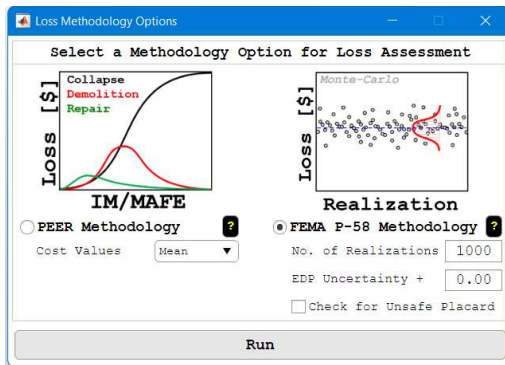 Loss Methodology Options
Select a Methodology Option for Loss Assessment
Collapse
Demolition
Repair
Loss [$]
IM/MAFE
Monte-Carlo
Loss [$]
Realization
PEER Methodology ?
Cost Values Mean
FEMA P-58 Methodology ?
No. of Realizations 1000
EDP Uncertainty + 0.00
Check for Unsafe Placard
Run